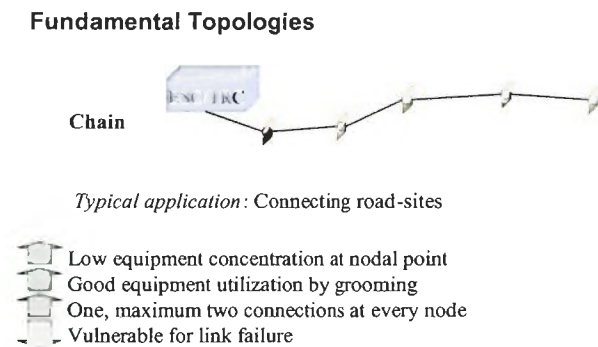 Fundamental Topologies
Chain
Typical application: Connecting road-sites
Low equipment concentration at nodal point
Good equipment utilization by grooming
One, maximum two connections at every node
Vulnerable for link failure